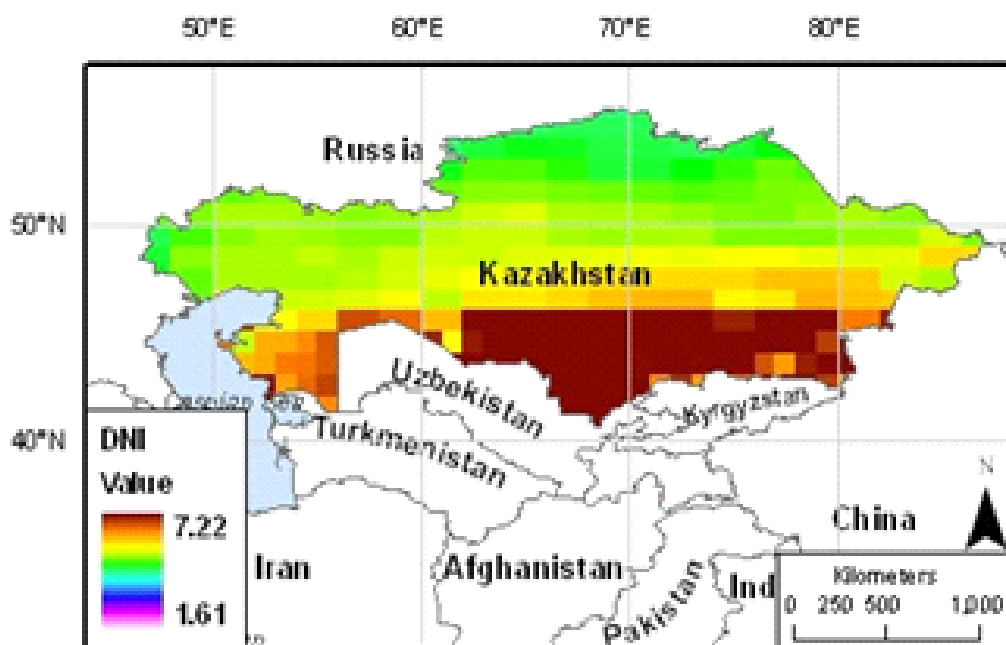 50°E 60°E 70°E 80°E
Russia
50°N
Kazakhstan
Caspian Sea
Uzbekistan
Kyrgyzstan
Turkmenistan
40°N
DNI
Value
7.22
1.61
N
China
Iran
Afghanistan
Pakistan
Ind
Kilometers
0 250 500 1,000